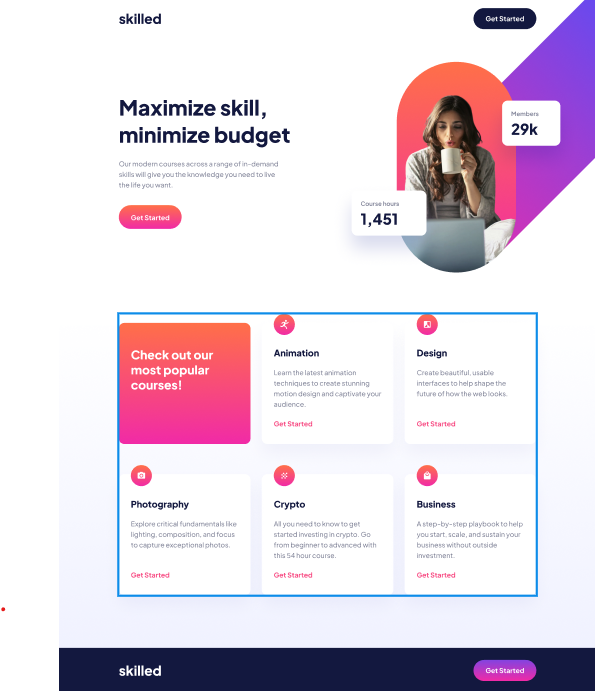 skilled
Get Started
Maximize skill,
minimize budget
Our modern courses across a range of in-demand
skills will give you the knowledge you need to live
the life you want.
Get Started
Members
29k
Course hours
1,451
Check out our
most popular
courses!
Animation
Learn the latest animation
techniques to create stunning
motion design and captivate your
audience.
Get Started
Design
Create beautiful, usable
interfaces to help shape the
future of how the web looks.
Get Started
Photography
Explore critical fundamentals like
lighting, composition, and focus
to capture exceptional photos.
Get Started
Crypto
All you need to know to get
started investing in crypto. Go
from beginner to advanced with
this 54 hour course.
Get Started
Business
A step-by-step playbook to help
you start, scale, and sustain your
business without outside
investment.
Get Started
skilled
Get Started